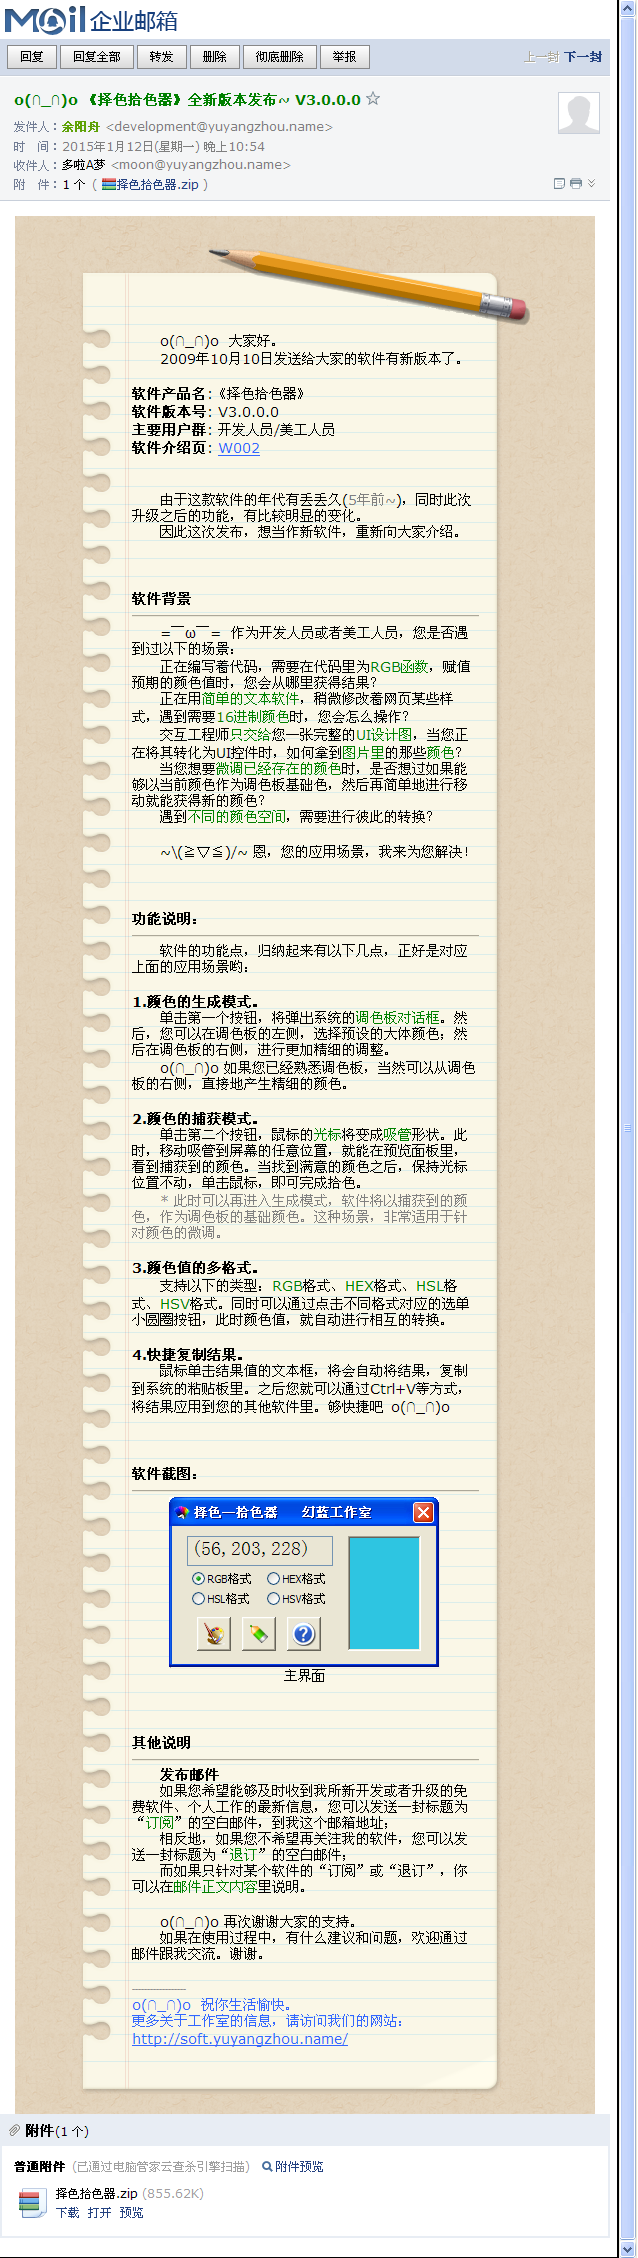 Mail 企业邮箱
回复 回复全部 转发 删除 彻底删除 举报 上一封 下一封
o(∩_∩)o 《择色拾色器》全新版本发布~ V3.0.0.0 ☆
发件人：余阳舟 <development@yuyangzhou.name>
时　间：2015年1月12日(星期一) 晚上10:54
收件人：多啦A梦 <moon@yuyangzhou.name>
附　件：1 个 ( 择色拾色器.zip )
o(∩_∩)o 大家好。
2009年10月10日发送给大家的软件有新版本了。
软件产品名：《择色拾色器》
软件版本号：V3.0.0.0
主要用户群：开发人员/美工人员
软件介绍页：W002
由于这款软件的年代有丢丢久(5年前~)，同时此次
升级之后的功能，有比较明显的变化。
因此这次发布，想当作新软件，重新向大家介绍。
软件背景
=￣ω￣= 作为开发人员或者美工人员，您是否遇
到过以下的场景：
正在编写着代码，需要在代码里为RGB函数，赋值
预期的颜色值时，您会从哪里获得结果？
正在用简单的文本软件，稍微修改着网页某些样
式，遇到需要16进制颜色时，您会怎么操作？
交互工程师只交给您一张完整的UI设计图，当您正
在将其转化为UI控件时，如何拿到图片里的那些颜色？
当您想要微调已经存在的颜色时，是否想过如果能
够以当前颜色作为调色板基础色，然后再简单地进行移
动就能获得新的颜色？
遇到不同的颜色空间，需要进行彼此的转换？
~\(≧▽≦)/~ 恩，您的应用场景，我来为您解决！
功能说明：
软件的功能点，归纳起来有以下几点，正好是对应
上面的应用场景哟：
1.颜色的生成模式。
单击第一个按钮，将弹出系统的调色板对话框。然
后，您可以在调色板的左侧，选择预设的大体颜色；然
后在调色板的右侧，进行更加精细的调整。
o(∩_∩)o 如果您已经熟悉调色板，当然可以从调色
板的右侧，直接地产生精细的颜色。
2.颜色的捕获模式。
单击第二个按钮，鼠标的光标将变成吸管形状。此
时，移动吸管到屏幕的任意位置，就能在预览面板里，
看到捕获到的颜色。当找到满意的颜色之后，保持光标
位置不动，单击鼠标，即可完成拾色。
* 此时可以再进入生成模式，软件将以捕获到的颜
色，作为调色板的基础颜色。这种场景，非常适用于针
对颜色的微调。
3.颜色值的多格式。
支持以下的类型：RGB格式、HEX格式、HSL格
式、HSV格式。同时可以通过点击不同格式对应的选单
小圆圈按钮，此时颜色值，就自动进行相互的转换。
4.快捷复制结果。
鼠标单击结果值的文本框，将会自动将结果，复制
到系统的粘贴板里。之后您就可以通过Ctrl+V等方式，
将结果应用到您的其他软件里。够快捷吧 o(∩_∩)o
软件截图：
择色—拾色器 幻蓝工作室
(56, 203, 228)
RGB格式 HEX格式
HSL格式 HSV格式
主界面
其他说明
发布邮件
如果您希望能够及时收到我所新开发或者升级的免
费软件、个人工作的最新信息，您可以发送一封标题为
“订阅”的空白邮件，到我这个邮箱地址；
相反地，如果您不希望再关注我的软件，您可以发
送一封标题为“退订”的空白邮件；
而如果只针对某个软件的“订阅”或“退订”，你
可以在邮件正文内容里说明。
o(∩_∩)o 再次谢谢大家的支持。
如果在使用过程中，有什么建议和问题，欢迎通过
邮件跟我交流。谢谢。
o(∩_∩)o 祝你生活愉快。
更多关于工作室的信息，请访问我们的网站：
http://soft.yuyangzhou.name/
附件(1 个)
普通附件 (已通过电脑管家云查杀引擎扫描) 附件预览
择色拾色器.zip (855.62K)
下载 打开 预览